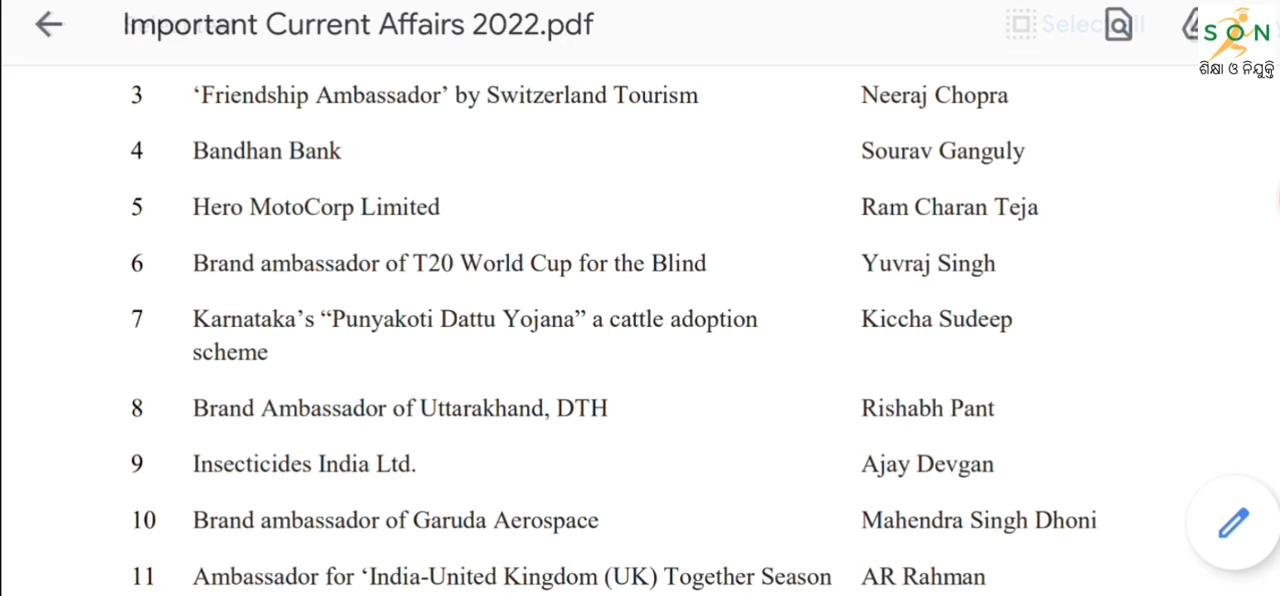 Important Current Affairs 2022.pdf
SON
ଶିକ୍ଷା ଓ ନିଯୁକ୍ତି
3 ‘Friendship Ambassador’ by Switzerland Tourism Neeraj Chopra
4 Bandhan Bank Sourav Ganguly
5 Hero MotoCorp Limited Ram Charan Teja
6 Brand ambassador of T20 World Cup for the Blind Yuvraj Singh
7 Karnataka’s “Punyakoti Dattu Yojana” a cattle adoption Kiccha Sudeep
scheme
8 Brand Ambassador of Uttarakhand, DTH Rishabh Pant
9 Insecticides India Ltd. Ajay Devgan
10 Brand ambassador of Garuda Aerospace Mahendra Singh Dhoni
11 Ambassador for ‘India-United Kingdom (UK) Together Season AR Rahman